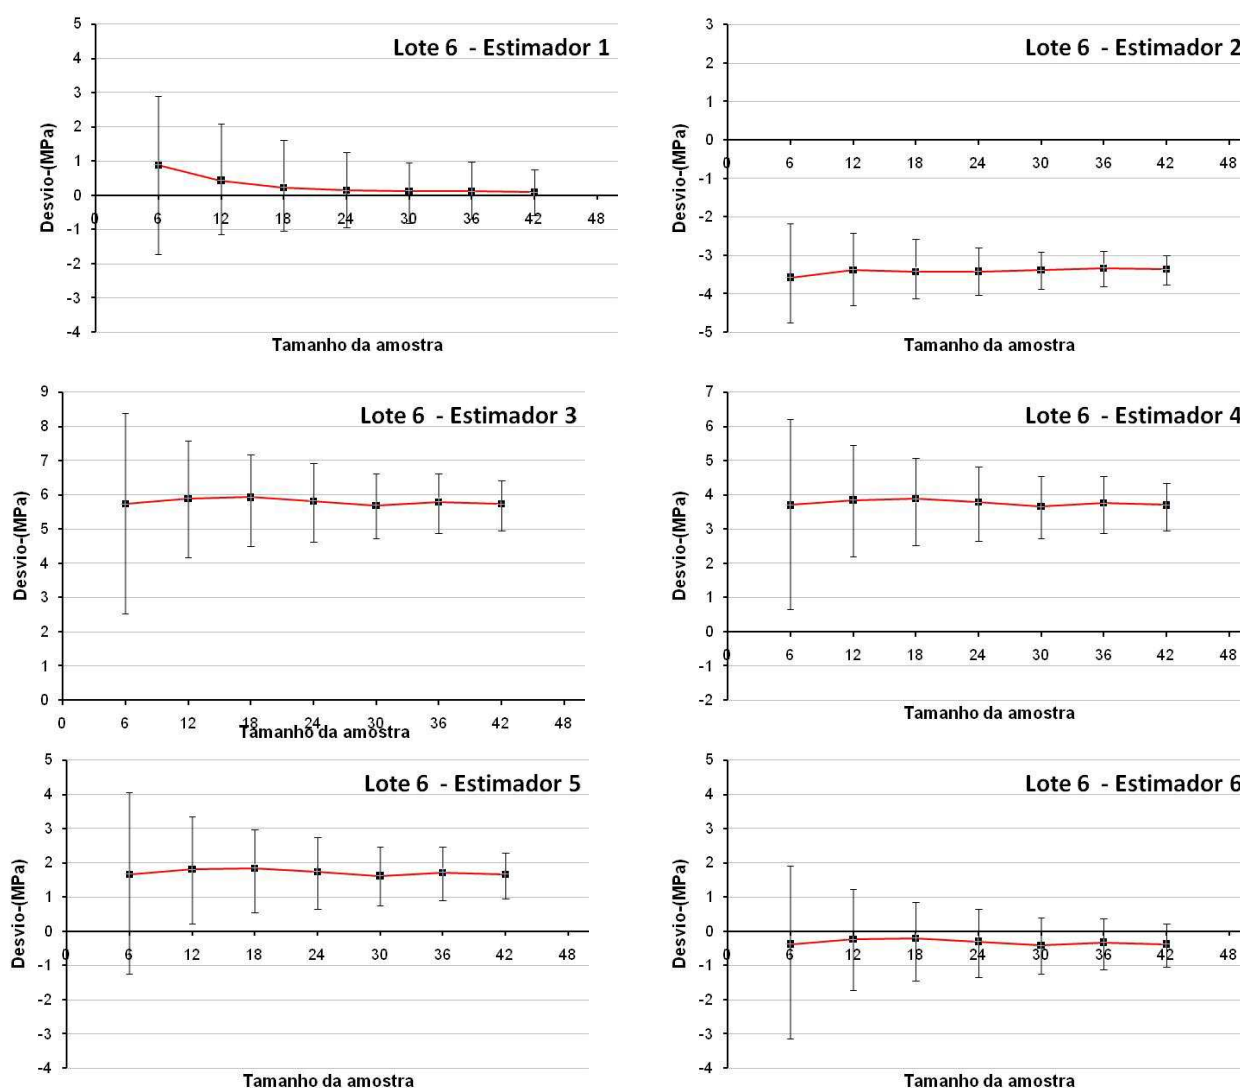 Lote 6 - Estimador 1
Desvio-(MPa)
5
4
3
2
1
0
-1
-2
-3
-4
0 6 12 18 24 30 36 42 48
Tamanho da amostra
Lote 6 - Estimador 2
Desvio-(MPa)
3
2
1
0
-1
-2
-3
-4
-5
0 6 12 18 24 30 36 42 48
Tamanho da amostra
Lote 6 - Estimador 3
Desvio-(MPa)
9
8
7
6
5
4
3
2
1
0
0 6 12 18 24 30 36 42 48
Tamanho da amostra
Lote 6 - Estimador 4
Desvio-(MPa)
7
6
5
4
3
2
1
0
-1
-2
0 6 12 18 24 30 36 42 48
Tamanho da amostra
Lote 6 - Estimador 5
Desvio-(MPa)
5
4
3
2
1
0
-1
-2
-3
-4
0 6 12 18 24 30 36 42 48
Tamanho da amostra
Lote 6 - Estimador 6
Desvio-(MPa)
5
4
3
2
1
0
-1
-2
-3
-4
0 6 12 18 24 30 36 42 48
Tamanho da amostra